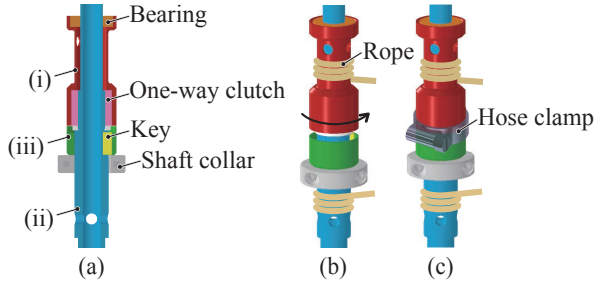 Bearing
(i)
One-way clutch
(iii)
Key
Shaft collar
(ii)
(a)
Rope
Hose clamp
(b)
(c)